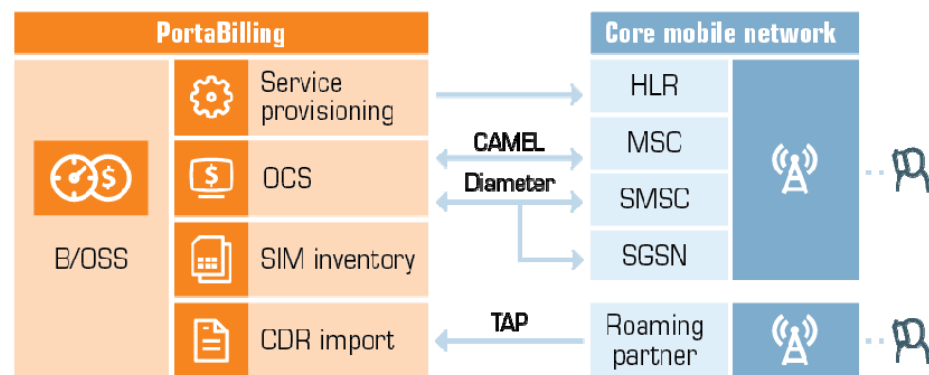 PortaBilling
Core mobile network
Service
provisioning
HLR
CAMEL
MSC
OCS
Diameter
SMSC
B/OSS
SIM inventory
SGSN
CDR import
TAP
Roaming
partner